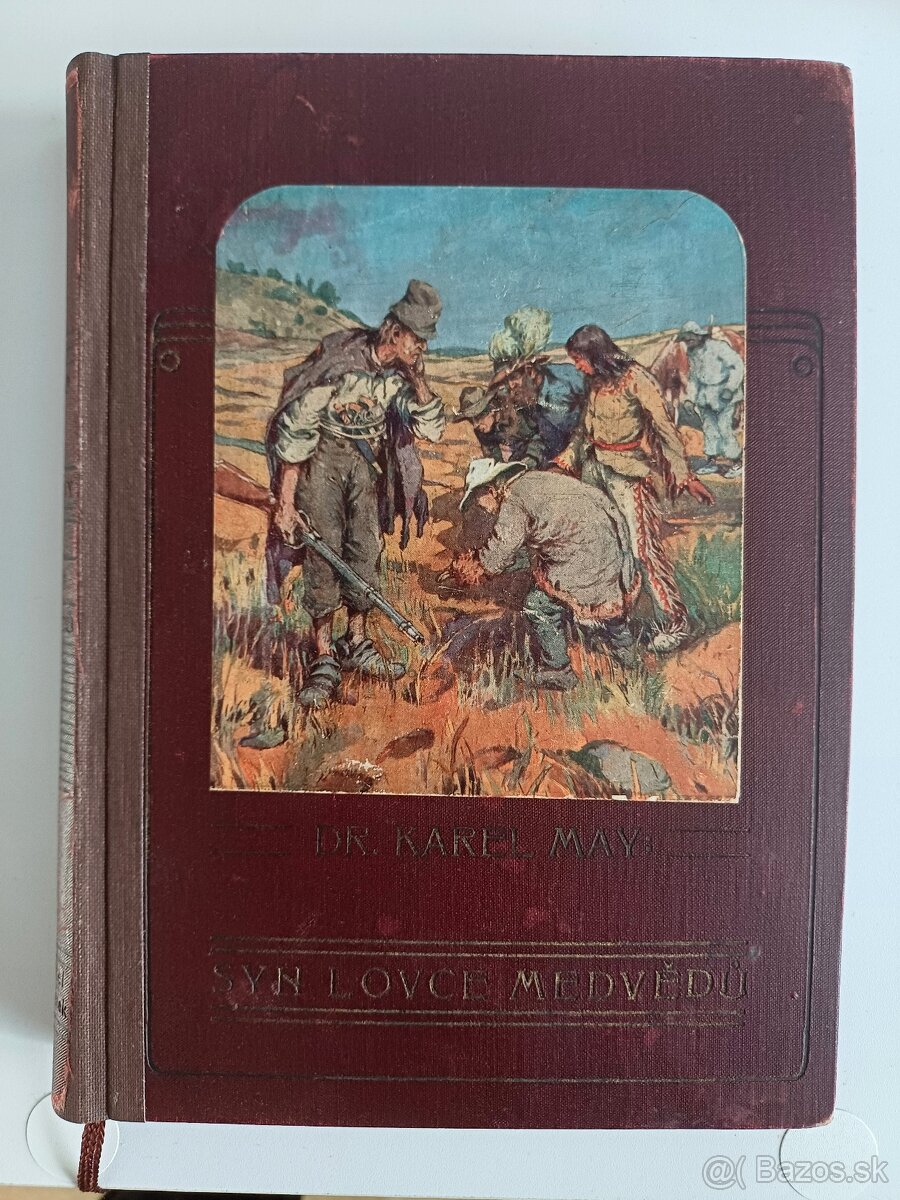 DR. KAREL MAY:
SYN LOVCE MEDVĚDŮ
@( Bazos.sk